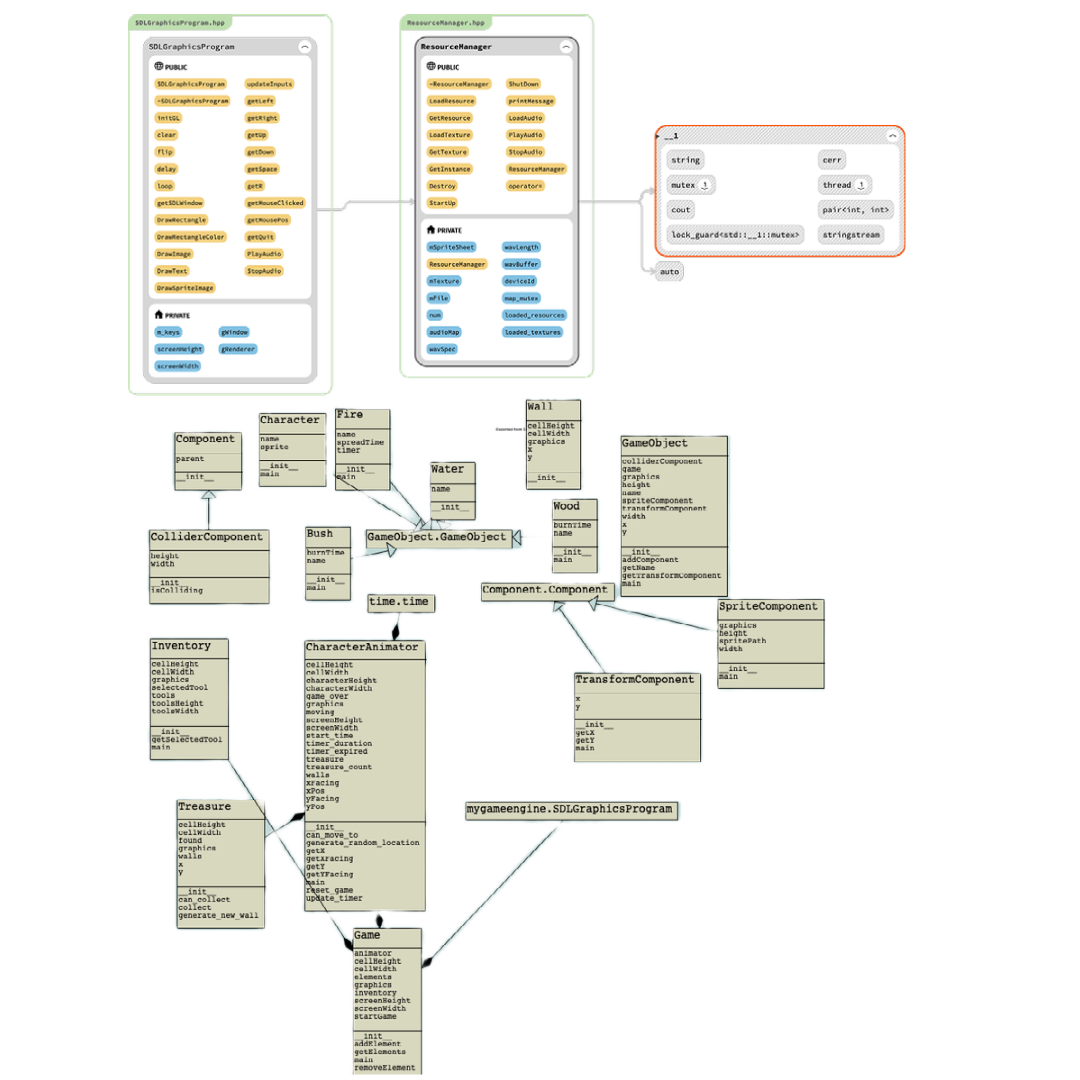 SDLGraphicsProgram.hpp
SDLGraphicsProgram
PUBLIC
SDLGraphicsProgram updateInputs
~SDLGraphicsProgram getLeft
initGL getRight
clear getUp
flip getDown
delay getSpace
loop getR
getSDLWindow getMouseClicked
DrawRectangle getMousePos
DrawRectangleColor getQuit
DrawImage PlayAudio
DrawText StopAudio
DrawSpriteImage
PRIVATE
m_keys gWindow
screenHeight gRenderer
screenWidth
ResourceManager.hpp
ResourceManager
PUBLIC
~ResourceManager ShutDown
LoadResource printMessage
GetResource LoadAudio
LoadTexture PlayAudio
GetTexture StopAudio
GetInstance ResourceManager
Destroy operator=
StartUp
PRIVATE
mSpriteSheet wavLength
ResourceManager wavBuffer
mTexture deviceId
mFile map_mutex
num loaded_resources
audioMap loaded_textures
wavSpec
__1
string cerr
mutex 1 thread 1
cout pair<int, int>
lock_guard<std::__1::mutex> stringstream
auto
Component
parent
__init__
Character
name
sprite
__init__
main
Fire
name
spreadTime
timer
__init__
main
Water
name
__init__
Wall
cellHeight
cellWidth
graphics
x
y
__init__
GameObject
colliderComponent
game
graphics
height
name
spriteComponent
transformComponent
width
x
y
__init__
addComponent
getName
getTransformComponent
main
ColliderComponent
height
width
__init__
isColliding
Bush
burnTime
name
__init__
main
GameObject.GameObject
Wood
burnTime
name
__init__
main
time.time
Component.Component
SpriteComponent
graphics
height
spritePath
width
__init__
main
Inventory
cellHeight
cellWidth
graphics
selectedTool
tools
toolsHeight
toolsWidth
__init__
getSelectedTool
main
CharacterAnimator
cellHeight
cellWidth
characterHeight
characterWidth
game_over
graphics
moving
screenHeight
screenWidth
start_time
timer_duration
timer_expired
treasure
treasure_count
walls
xFacing
xPos
yFacing
yPos
__init__
can_move_to
generate_random_location
getX
getXFacing
getY
getYFacing
main
reset_game
update_timer
TransformComponent
x
y
__init__
getX
getY
main
Treasure
cellHeight
cellWidth
found
graphics
walls
x
y
__init__
can_collect
collect
generate_new_wall
mygameengine.SDLGraphicsProgram
Game
animator
cellHeight
cellWidth
elements
graphics
inventory
screenHeight
screenWidth
startGame
__init__
addElement
getElements
main
removeElement